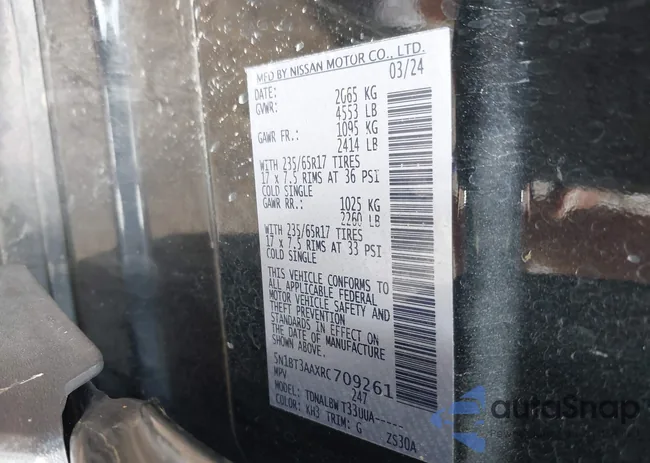 MFD BY NISSAN MOTOR CO., LTD.
DATE: 03/24
GVWR: 2065 KG
4553 LB
GAWR FR.: 1095 KG
2414 LB
WITH 235/65R17 TIRES
17 x 7.5 RIMS AT 36 PSI
COLD SINGLE
GAWR RR.: 1025 KG
2260 LB
WITH 235/65R17 TIRES
17 x 7.5 RIMS AT 33 PSI
COLD SINGLE
THIS VEHICLE CONFORMS TO
ALL APPLICABLE FEDERAL
MOTOR VEHICLE SAFETY AND
THEFT PREVENTION
STANDARDS IN EFFECT ON
THE DATE OF MANUFACTURE
SHOWN ABOVE.
5N1BT3AAXRC709261
MPV 247
MODEL: TDNALBW T33UUA-----
COLOR: KH3 TRIM: G ZS30A
autoSnap